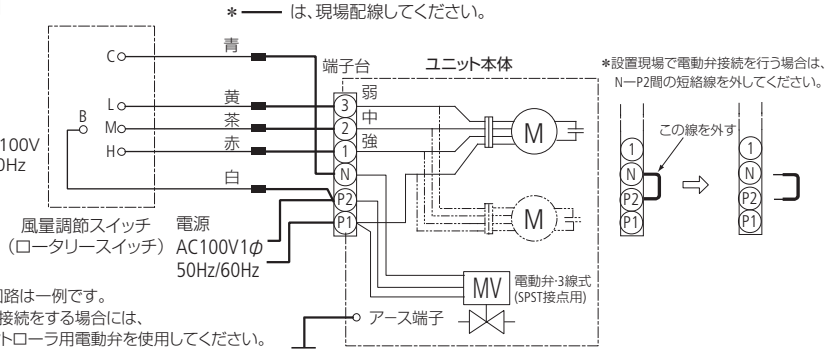 ＊ は、現場配線してください。
C
青
端子台
ユニット本体
＊設置現場で電動弁接続を行う場合は、
N－P2間の短絡線を外してください。
この線を外す
B
L
黄
3
弱
M
茶
2
中
H
赤
1
強
白
N
P2
P1
M
M
100V
風量調節スイッチ
（ロータリースイッチ）
電源
AC100V1φ
50Hz/60Hz
MV
電動弁・3線式
(SPST接点用)
アース端子
1
N
P2
P1
1
N
P2
P1
回路は一例です。
接続をする場合には、
トローラ用電動弁を使用してください。